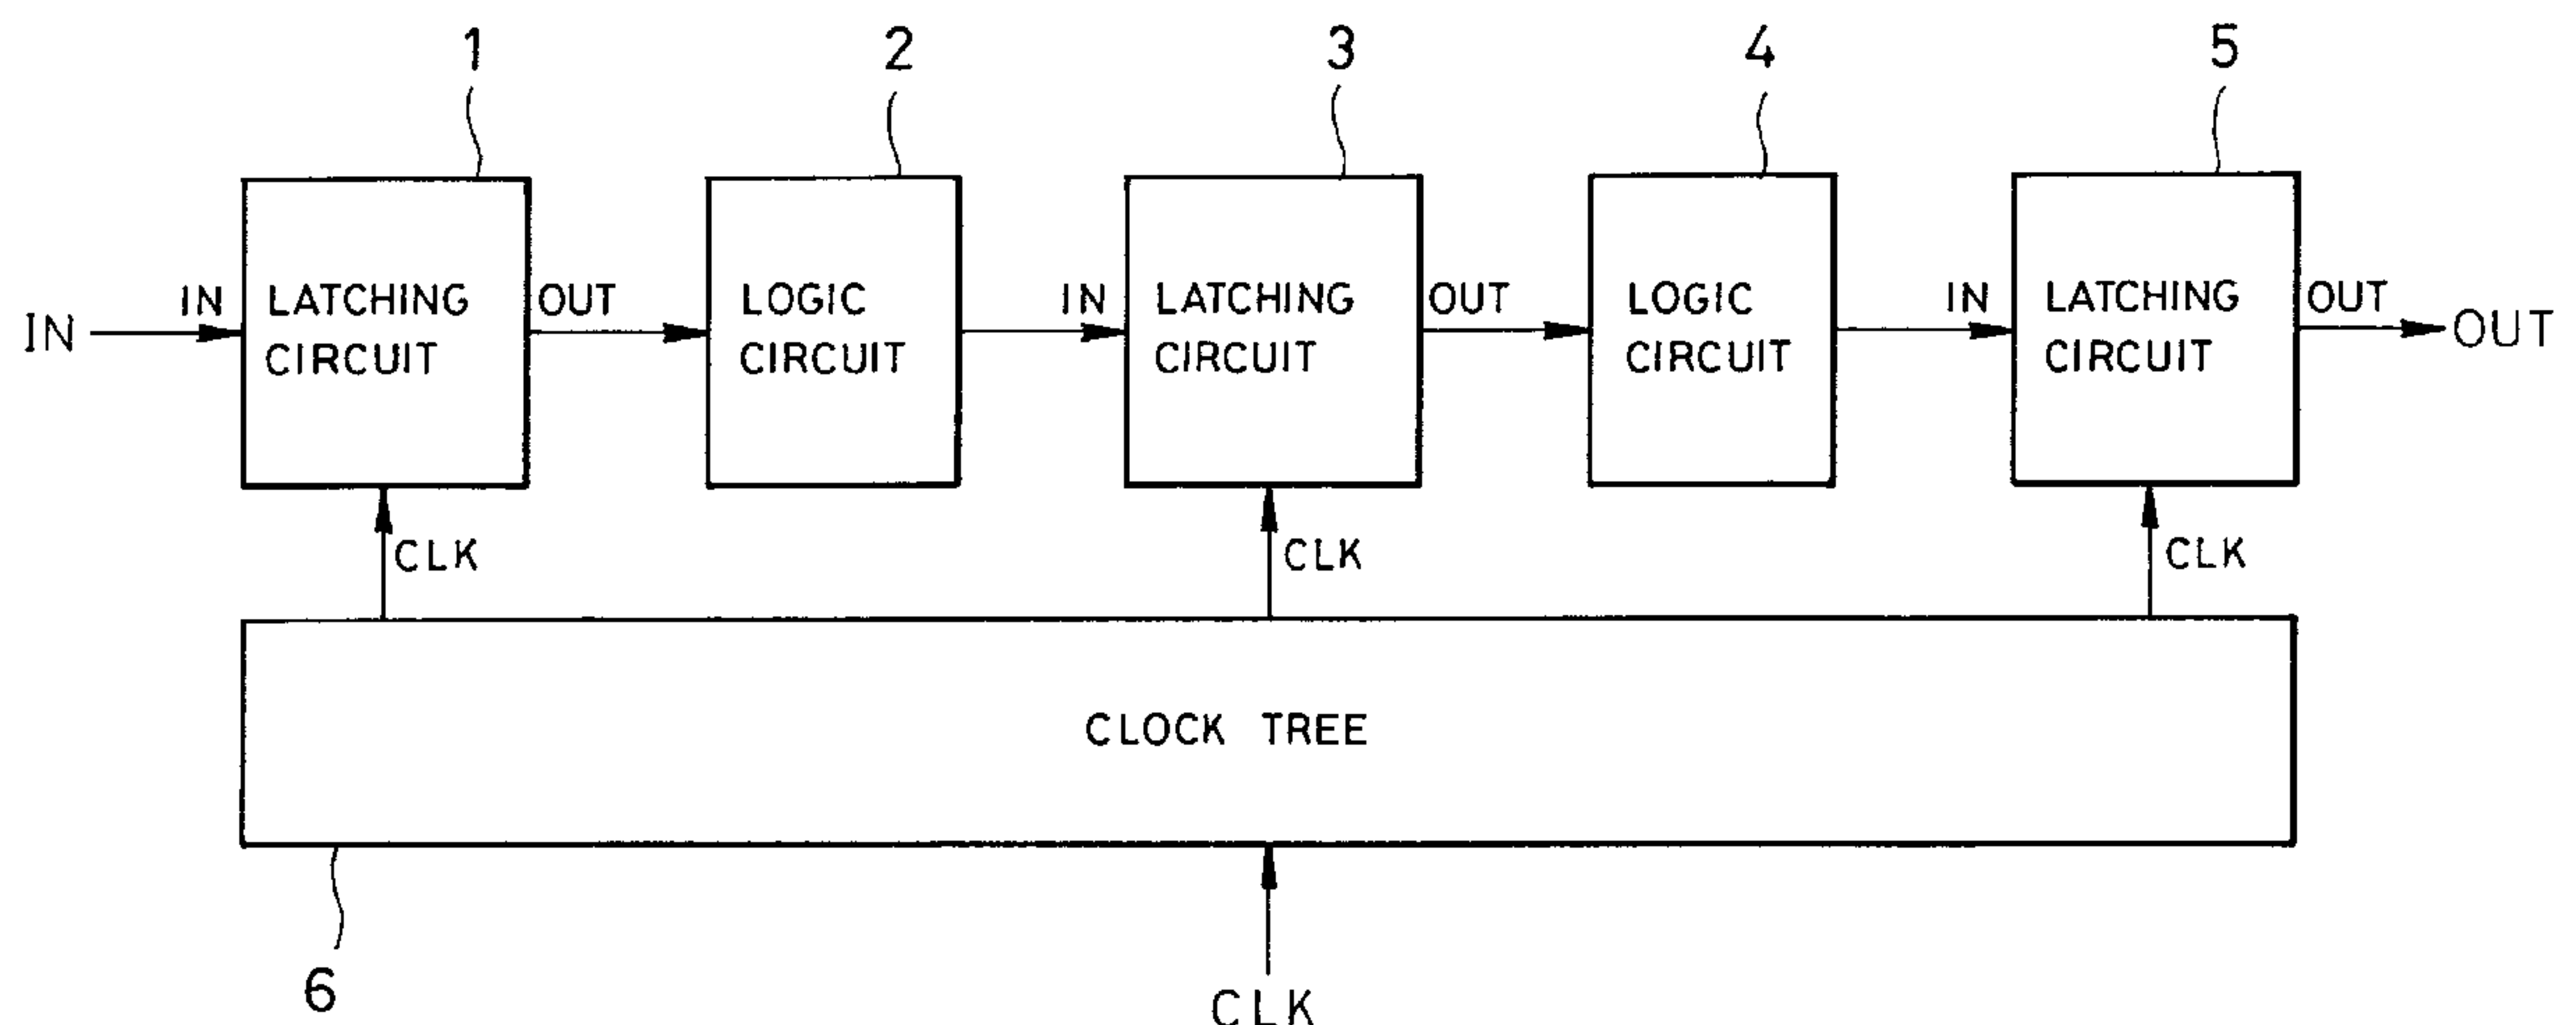 1 2 3 4 5
IN LATCHING OUT LOGIC IN LATCHING OUT LOGIC IN LATCHING OUT
IN CIRCUIT CIRCUIT CIRCUIT CIRCUIT CIRCUIT OUT
CLK CLK CLK
CLOCK TREE
6
CLK